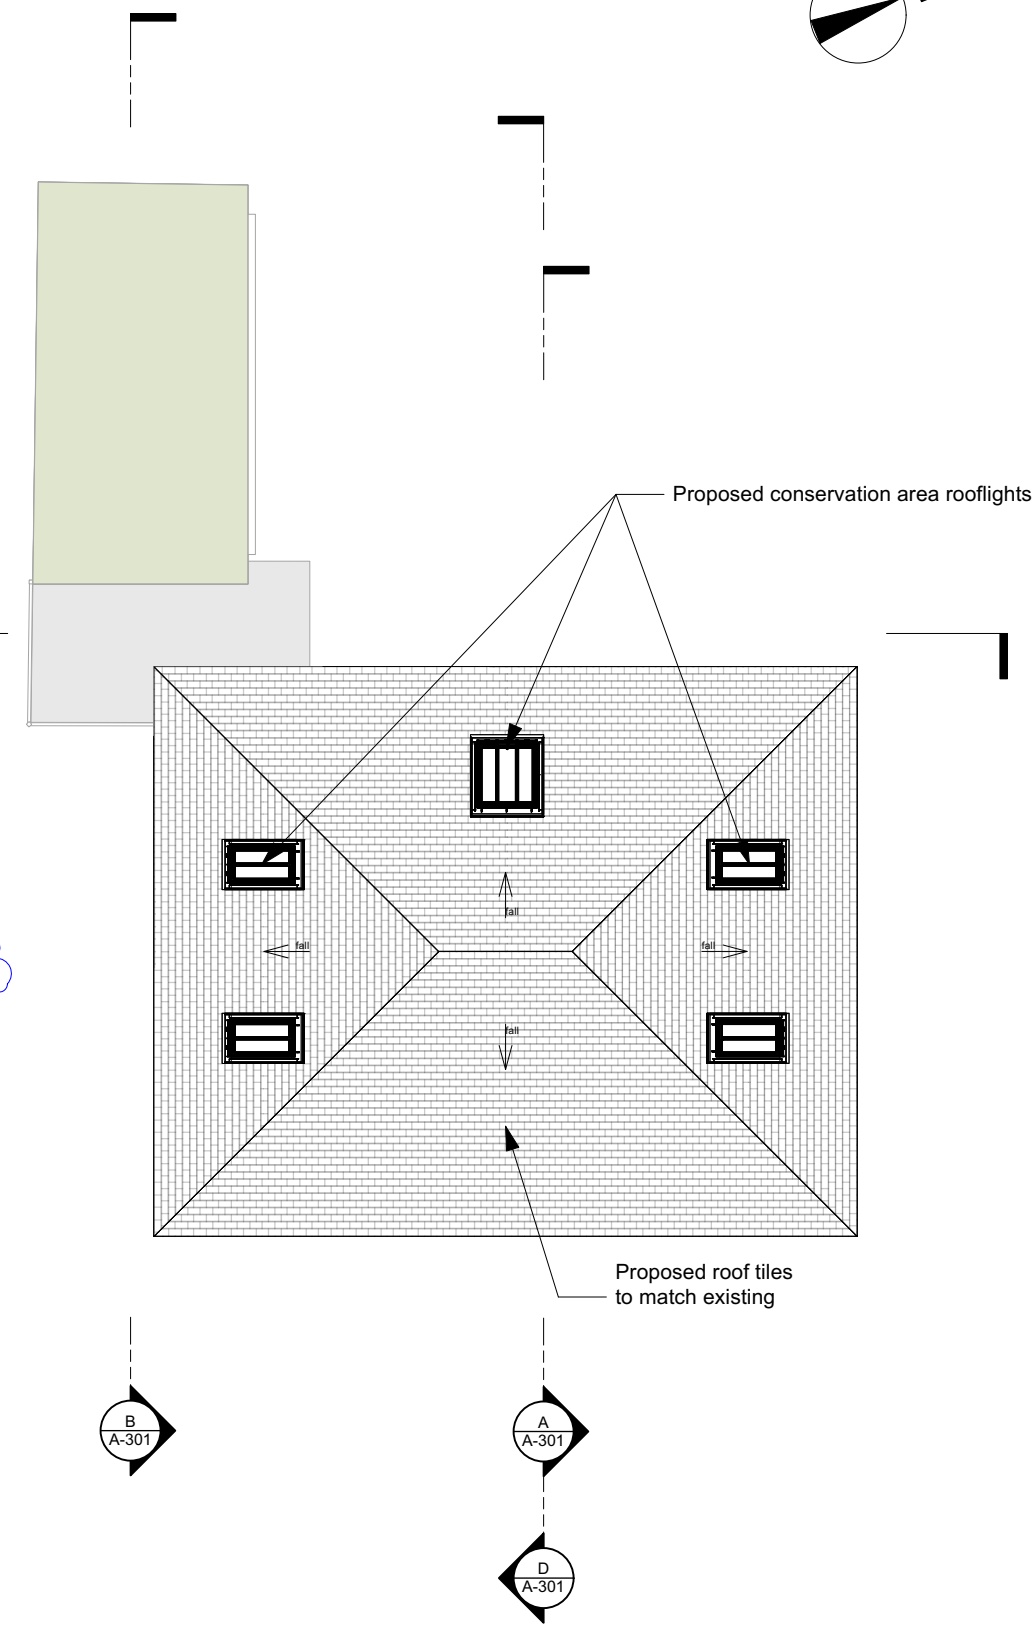 Proposed conservation area rooflights
fall
fall
fall
fall
Proposed roof tiles
to match existing
B
A-301
A
A-301
D
A-301